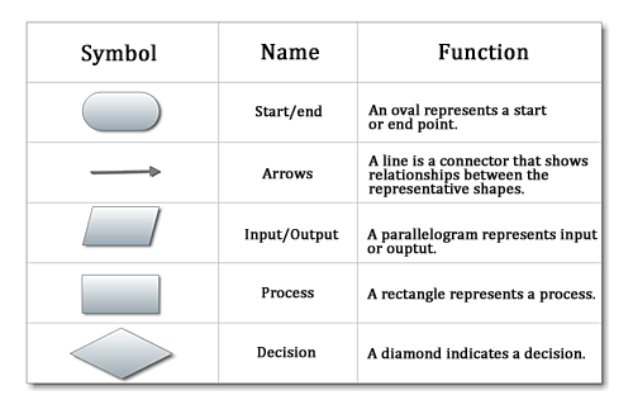 Symbol Name Function
Start/end An oval represents a start
or end point.
Arrows A line is a connector that shows
relationships between the
representative shapes.
Input/Output A parallelogram represents input
or ouptut.
Process A rectangle represents a process.
Decision A diamond indicates a decision.